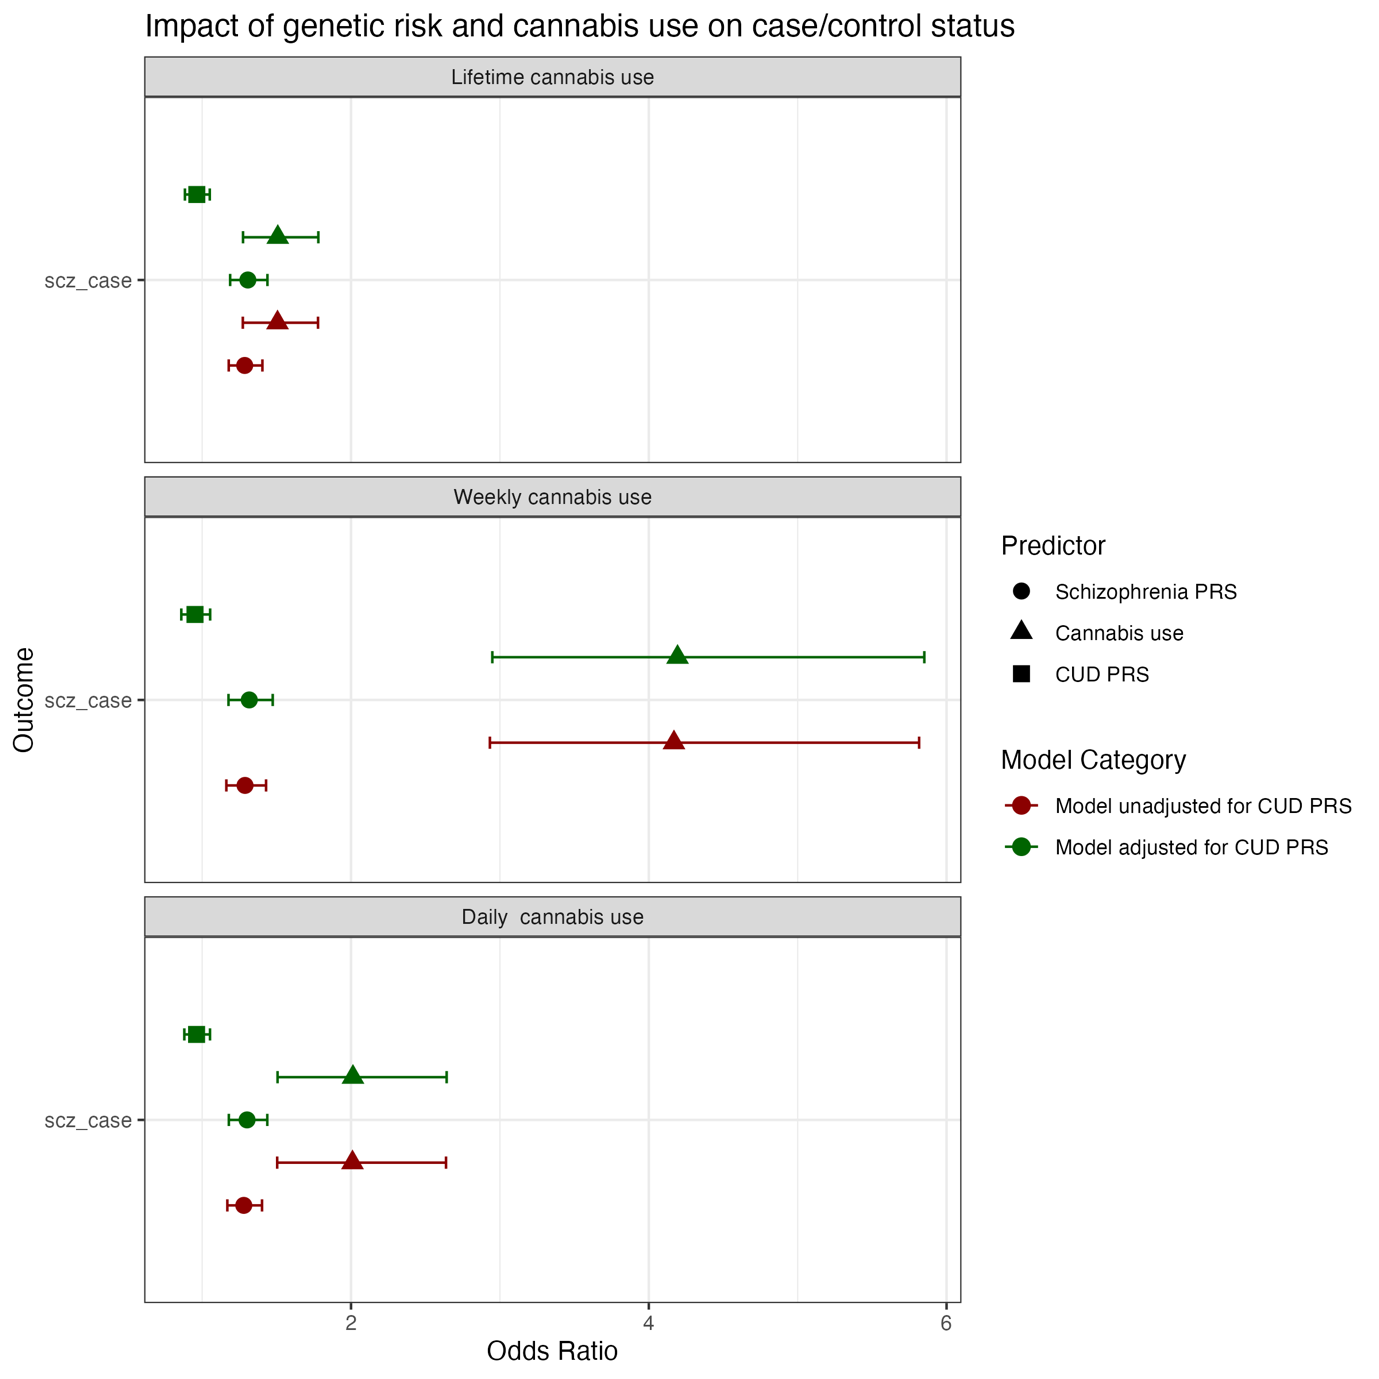 Impact of genetic risk and cannabis use on case/control status
Lifetime cannabis use
scz_case
Weekly cannabis use
scz_case
Daily  cannabis use
scz_case
2
4
6
Odds Ratio
Outcome
Predictor
Schizophrenia PRS
Cannabis use
CUD PRS
Model Category
Model unadjusted for CUD PRS
Model adjusted for CUD PRS